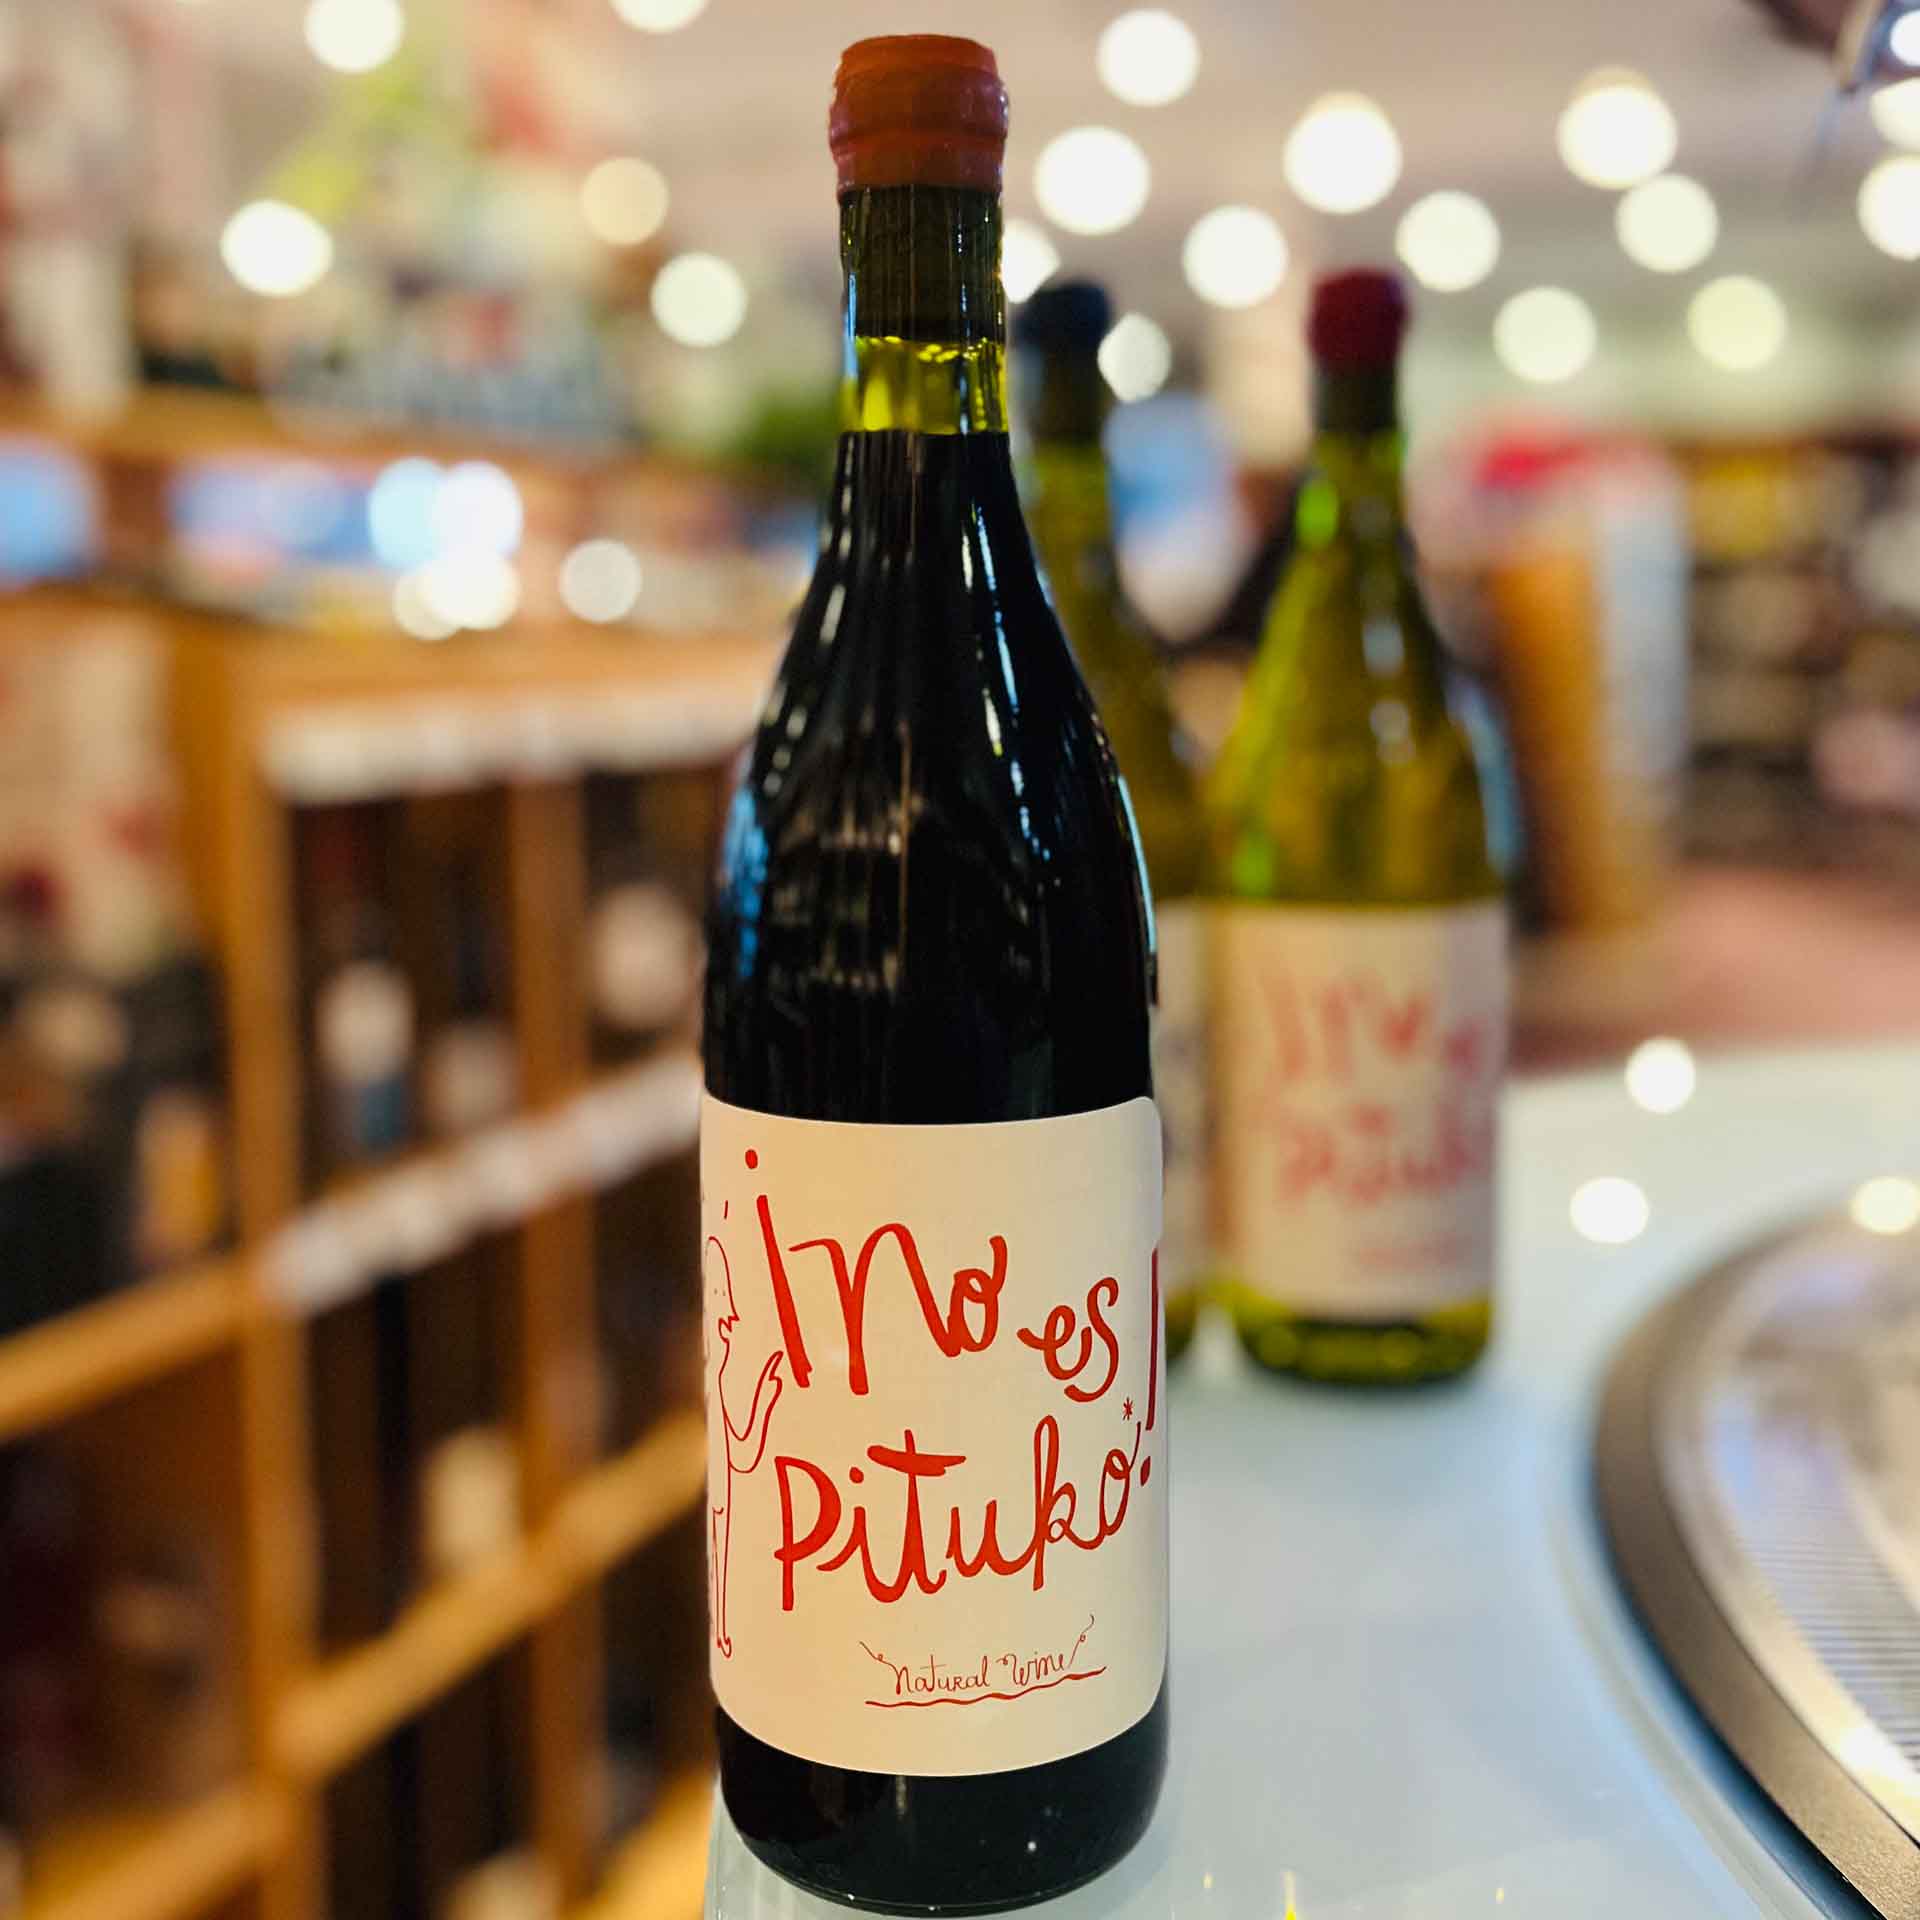 ¡No es
Pituko*!
Natural Wine